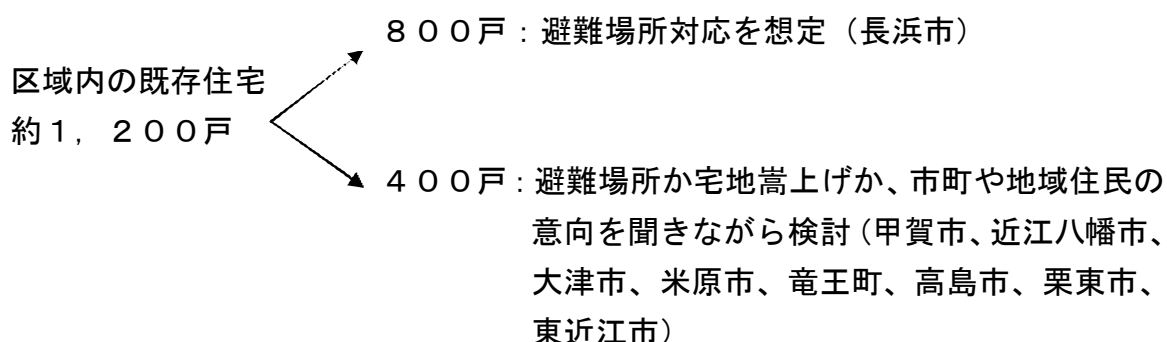 ８００戸：避難場所対応を想定（長浜市）
区域内の既存住宅
約１，２００戸
４００戸：避難場所か宅地嵩上げか、市町や地域住民の
意向を聞きながら検討（甲賀市、近江八幡市、
大津市、米原市、竜王町、高島市、栗東市、
東近江市）